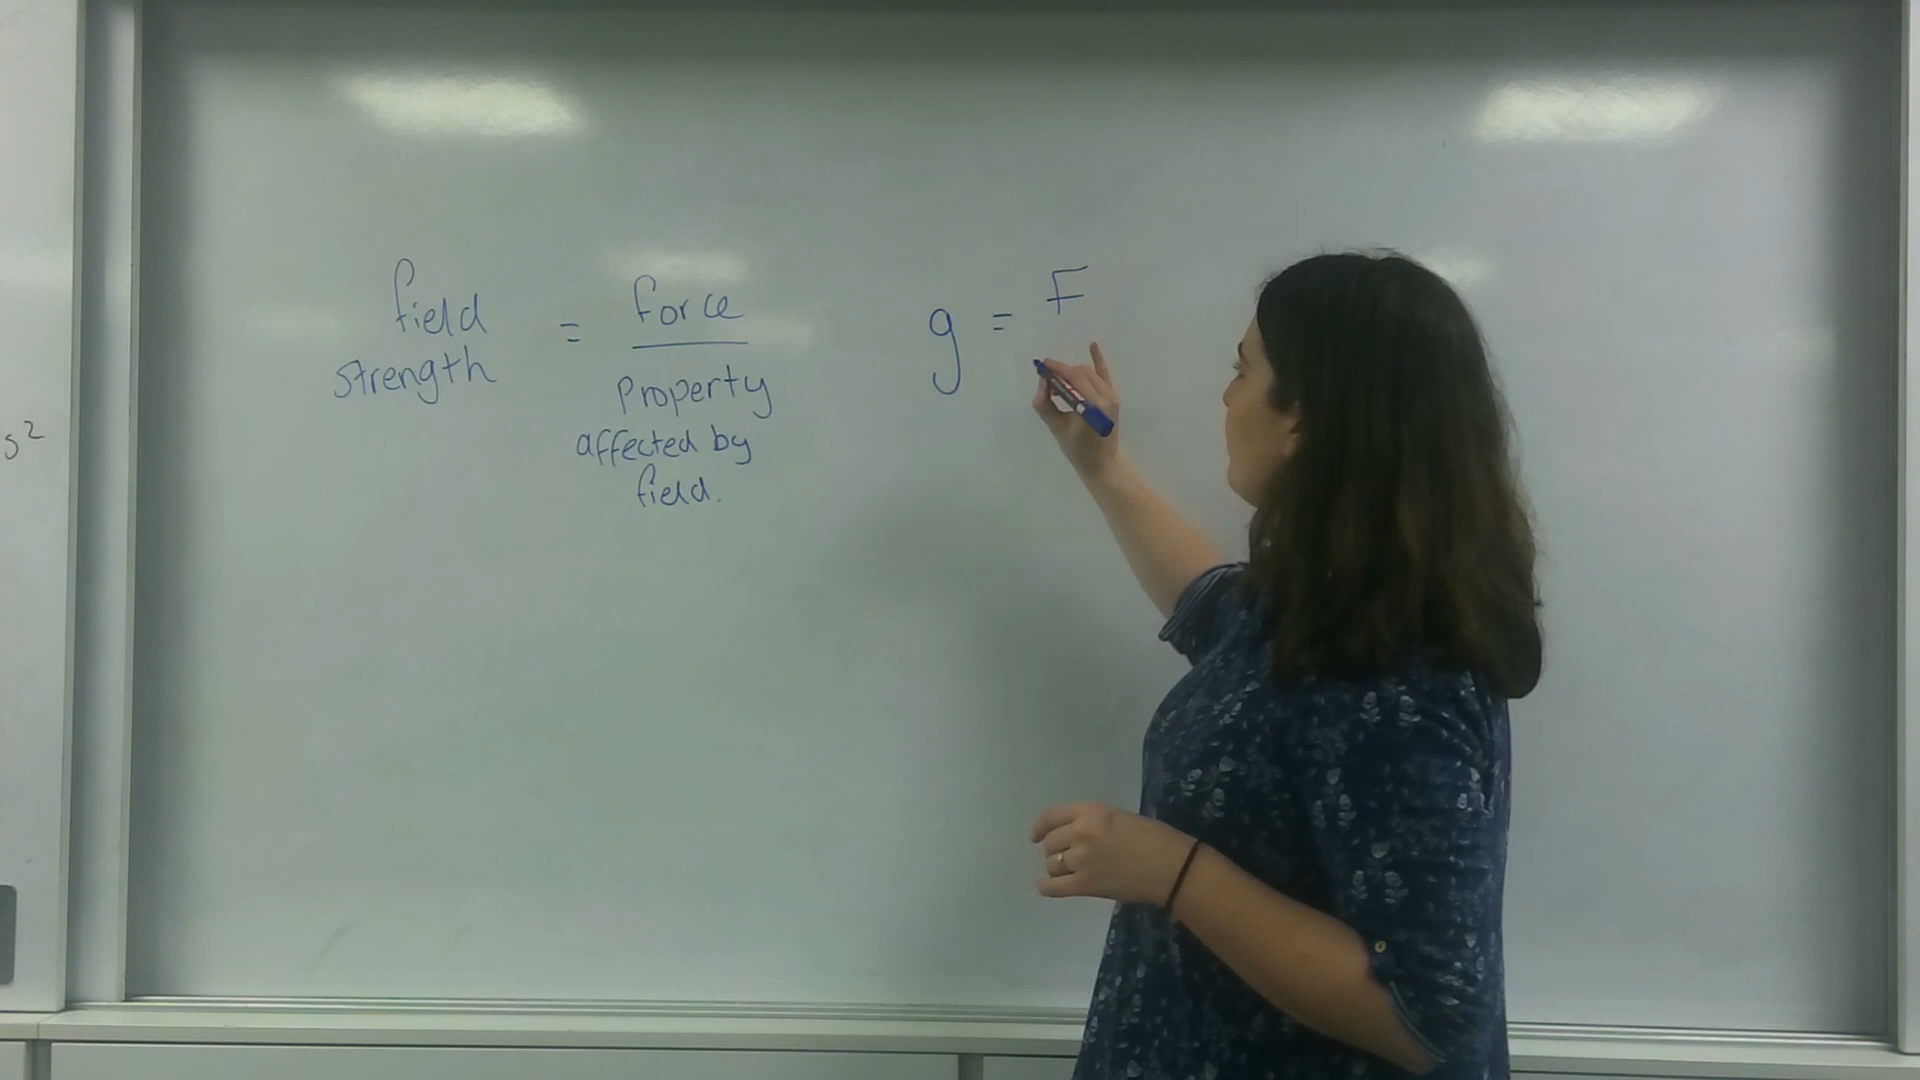 field
strength
=
force
property
affected by
field.
g = F
s²